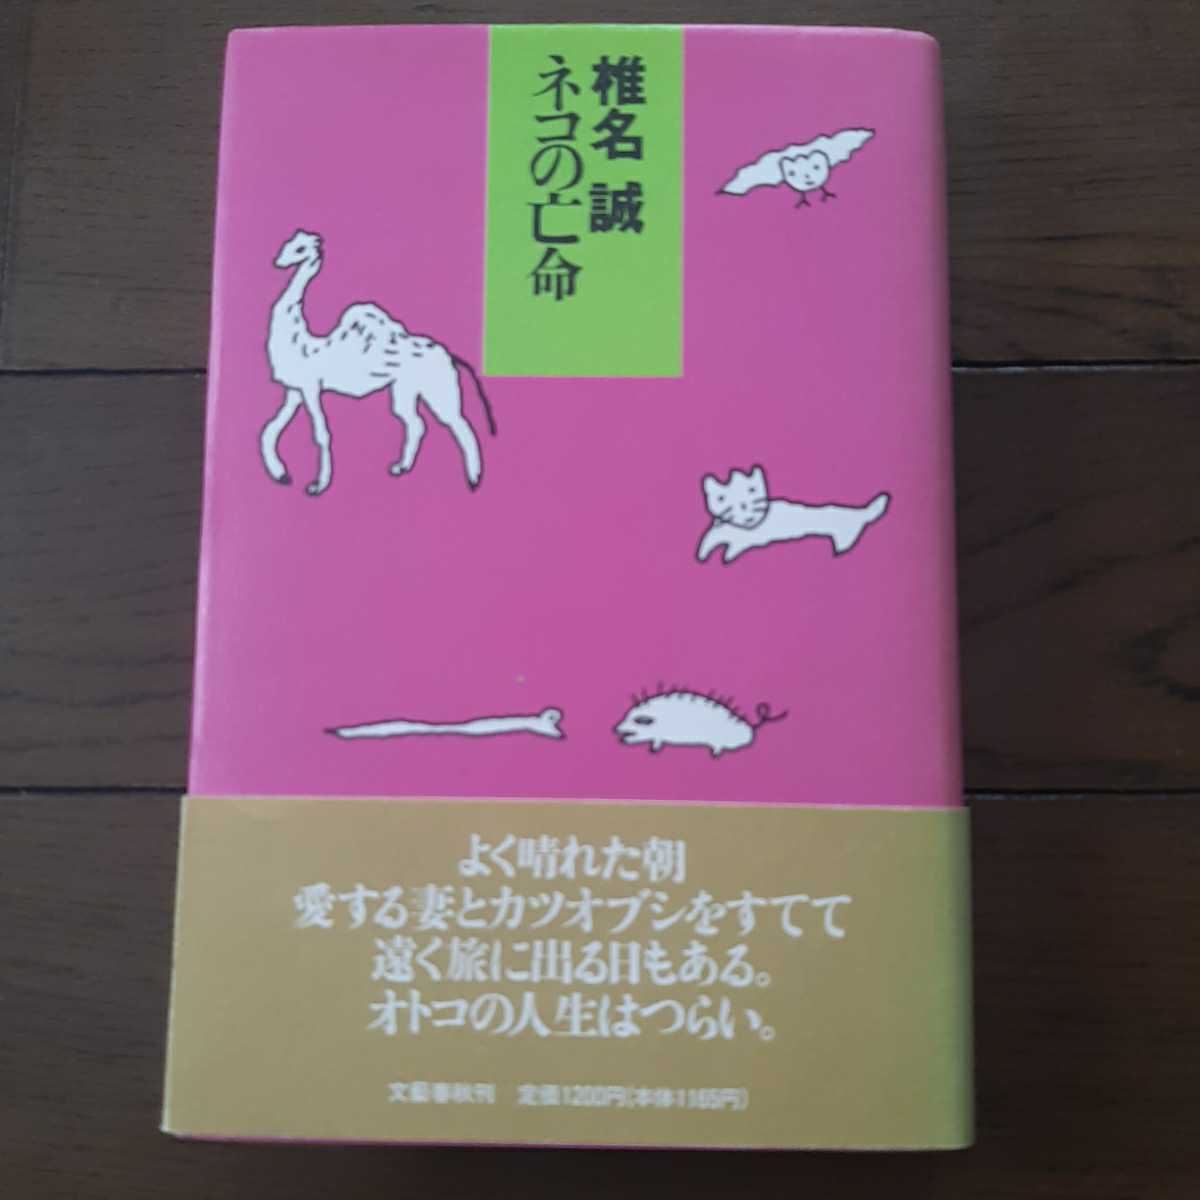 椎名 誠
ネコの亡命
よく晴れた朝
愛する妻とカツオブシをすてて
遠く旅に出る日もある。
オトコの人生はつらい。
文藝春秋刊 定価1200円(本体1165円)